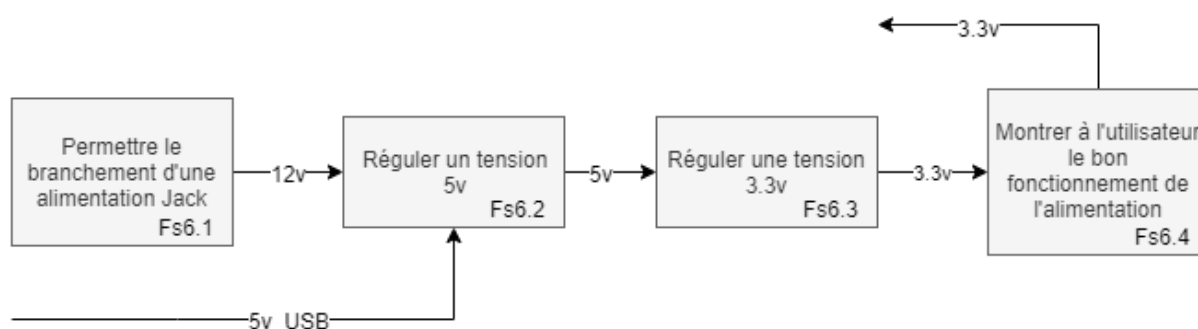 3.3v
Permettre le
branchement d'une
alimentation Jack
Fs6.1
12v
Réguler un tension
5v
Fs6.2
5v
Réguler une tension
3.3v
Fs6.3
3.3v
Montrer à l'utilisateur
le bon
fonctionnement de
l'alimentation
Fs6.4
5v USB